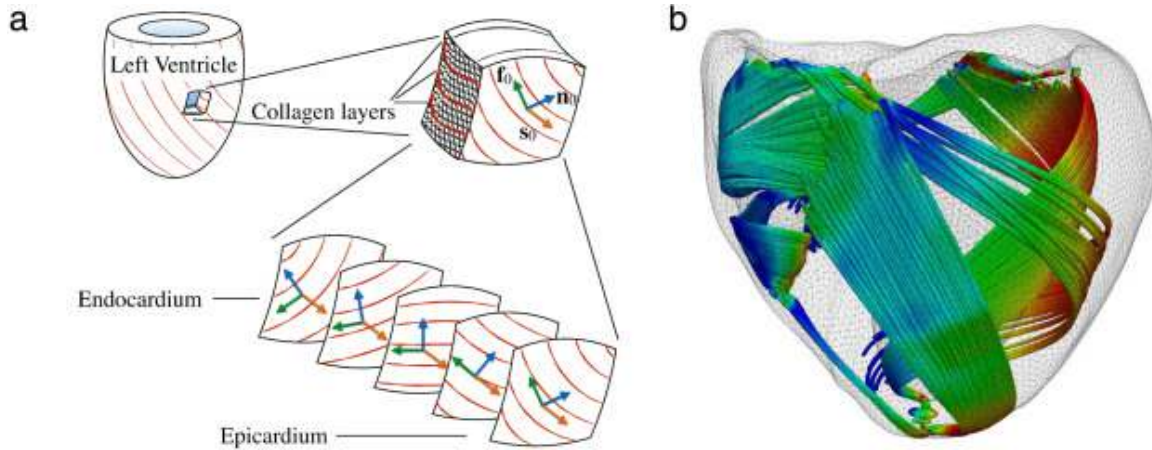 a
b
Left Ventricle
Collagen layers
f₀
n₀
s₀
Endocardium
Epicardium